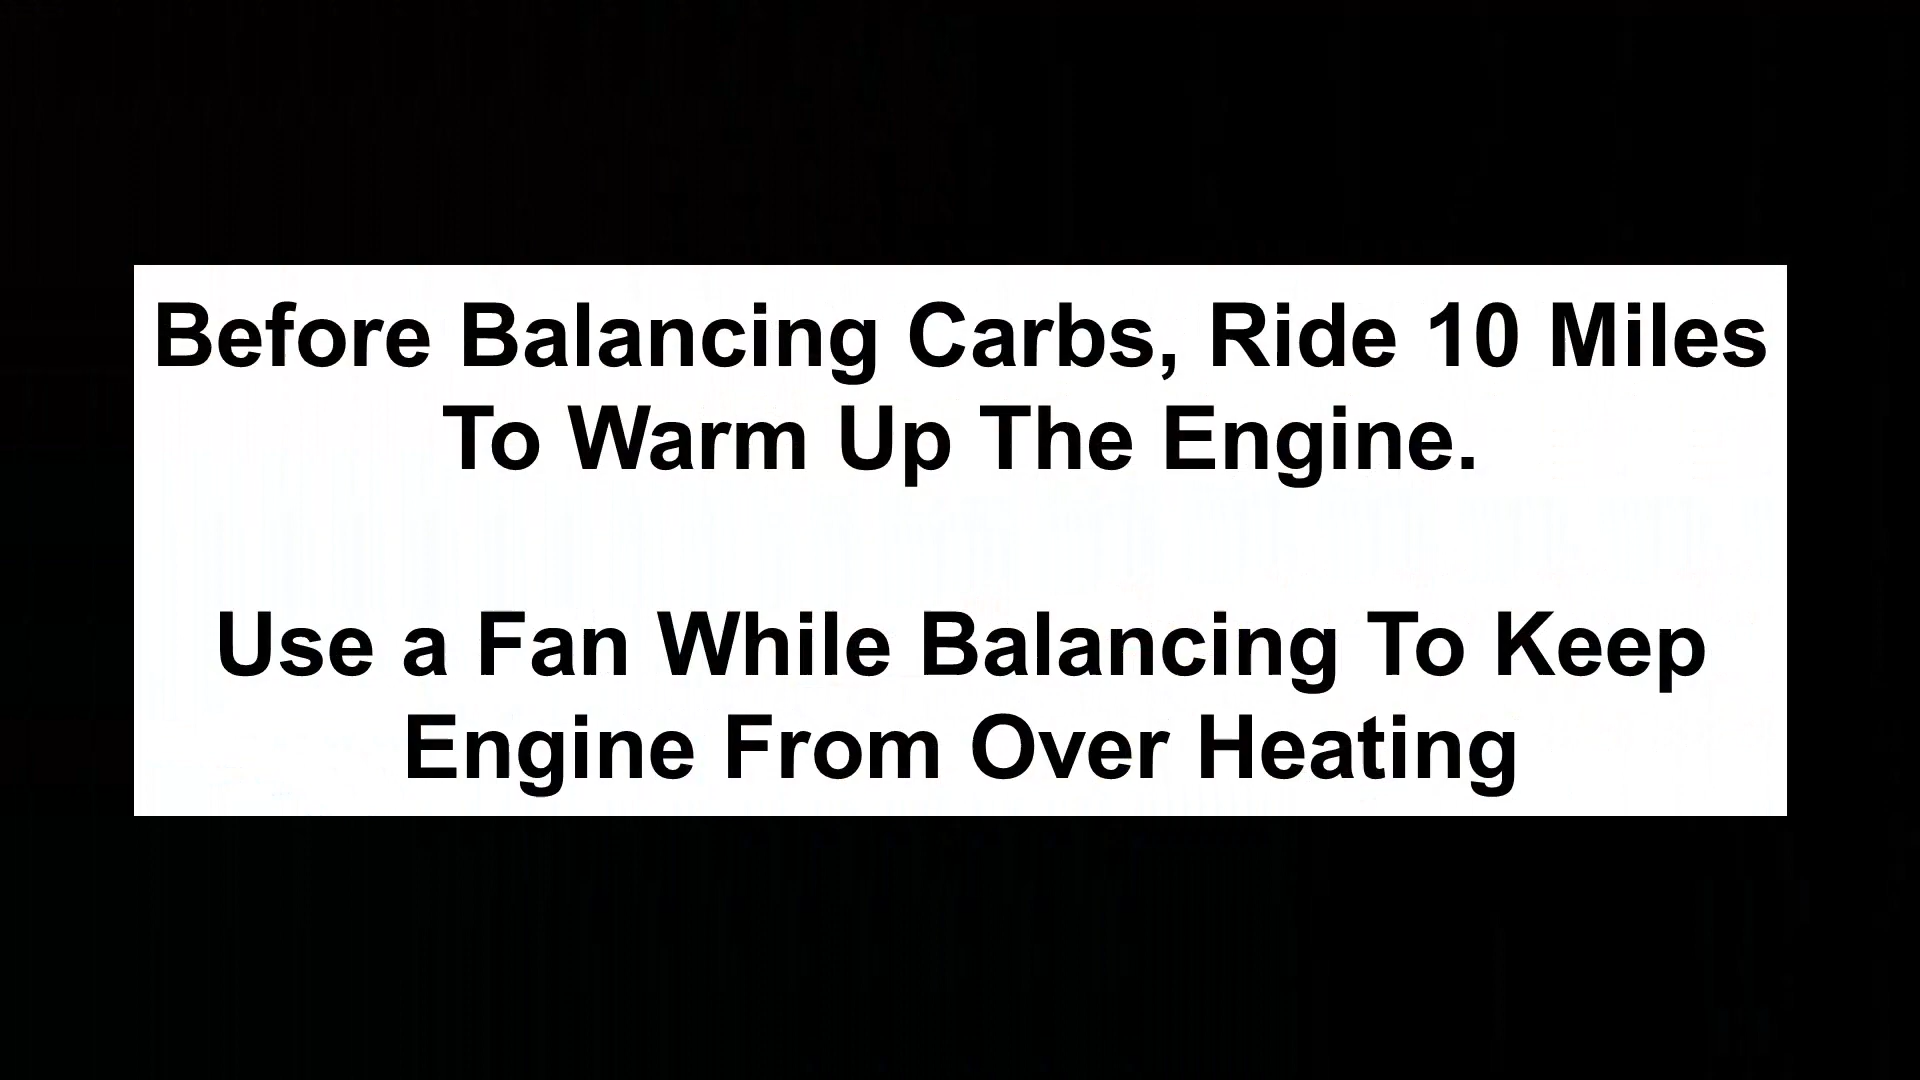 Before Balancing Carbs, Ride 10 Miles
To Warm Up The Engine.
Use a Fan While Balancing To Keep
Engine From Over Heating